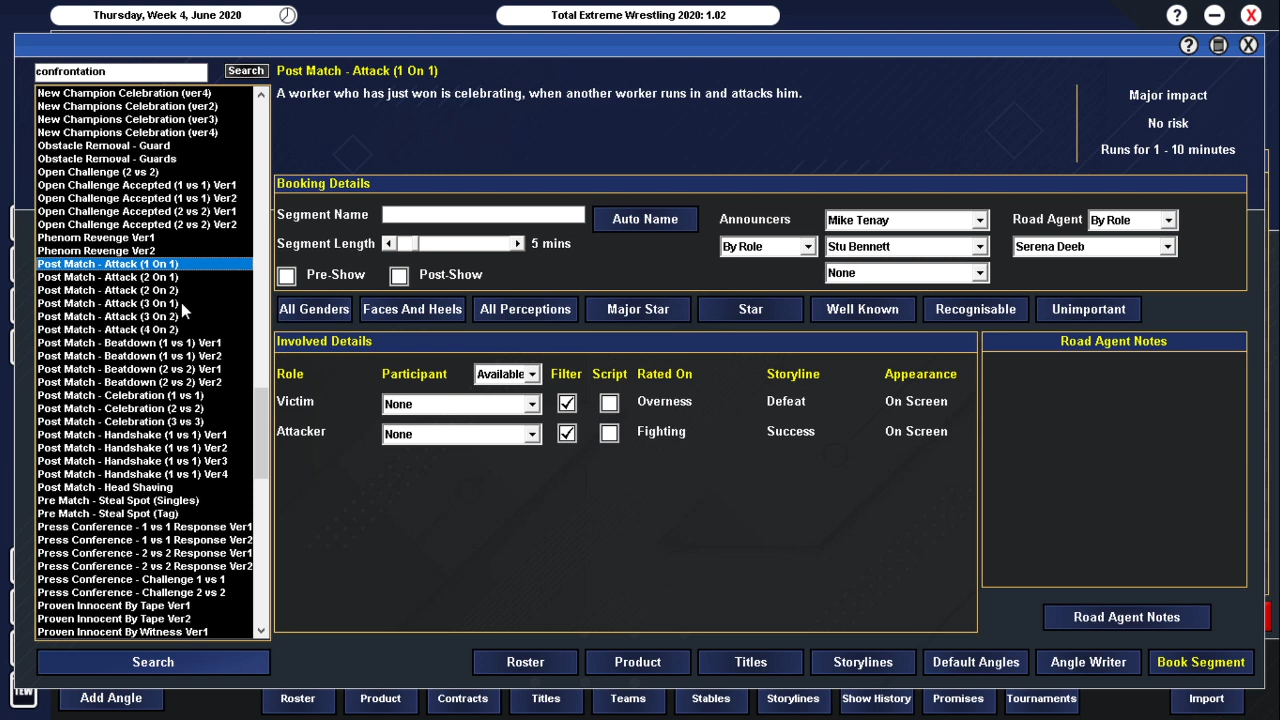 Thursday, Week 4, June 2020
Total Extreme Wrestling 2020: 1.02
?
X
?
X
confrontation
Search
Post Match - Attack (1 On 1)
A worker who has just won is celebrating, when another worker runs in and attacks him.
Major impact
No risk
Runs for 1 - 10 minutes
New Champion Celebration (ver4)
New Champions Celebration (ver2)
New Champions Celebration (ver3)
New Champions Celebration (ver4)
Obstacle Removal - Guard
Obstacle Removal - Guards
Open Challenge (2 vs 2)
Open Challenge Accepted (1 vs 1) Ver1
Open Challenge Accepted (1 vs 1) Ver2
Open Challenge Accepted (2 vs 2) Ver1
Open Challenge Accepted (2 vs 2) Ver2
Phenom Revenge Ver1
Phenom Revenge Ver2
Post Match - Attack (1 On 1)
Post Match - Attack (2 On 1)
Post Match - Attack (2 On 2)
Post Match - Attack (3 On 1)
Post Match - Attack (3 On 2)
Post Match - Attack (4 On 2)
Post Match - Beatdown (1 vs 1) Ver1
Post Match - Beatdown (1 vs 1) Ver2
Post Match - Beatdown (2 vs 2) Ver1
Post Match - Beatdown (2 vs 2) Ver2
Post Match - Celebration (1 vs 1)
Post Match - Celebration (2 vs 2)
Post Match - Celebration (3 vs 3)
Post Match - Handshake (1 vs 1) Ver1
Post Match - Handshake (1 vs 1) Ver2
Post Match - Handshake (1 vs 1) Ver3
Post Match - Handshake (1 vs 1) Ver4
Post Match - Head Shaving
Pre Match - Steal Spot (Singles)
Pre Match - Steal Spot (Tag)
Press Conference - 1 vs 1 Response Ver1
Press Conference - 1 vs 1 Response Ver2
Press Conference - 2 vs 2 Response Ver1
Press Conference - 2 vs 2 Response Ver2
Press Conference - Challenge 1 vs 1
Press Conference - Challenge 2 vs 2
Proven Innocent By Tape Ver1
Proven Innocent By Tape Ver2
Proven Innocent By Witness Ver1
Search
Booking Details
Segment Name
Auto Name
Announcers
Mike Tenay
Road Agent
By Role
Segment Length
5 mins
By Role
Stu Bennett
Serena Deeb
Pre-Show
Post-Show
None
All Genders
Faces And Heels
All Perceptions
Major Star
Star
Well Known
Recognisable
Unimportant
Involved Details
Road Agent Notes
Role
Participant
Available
Filter
Script
Rated On
Storyline
Appearance
Victim
None
Overness
Defeat
On Screen
Attacker
None
Fighting
Success
On Screen
Road Agent Notes
Roster
Product
Titles
Storylines
Default Angles
Angle Writer
Book Segment
TEW
Add Angle
Roster
Product
Contracts
Titles
Teams
Stables
Storylines
Show History
Promises
Tournaments
Import